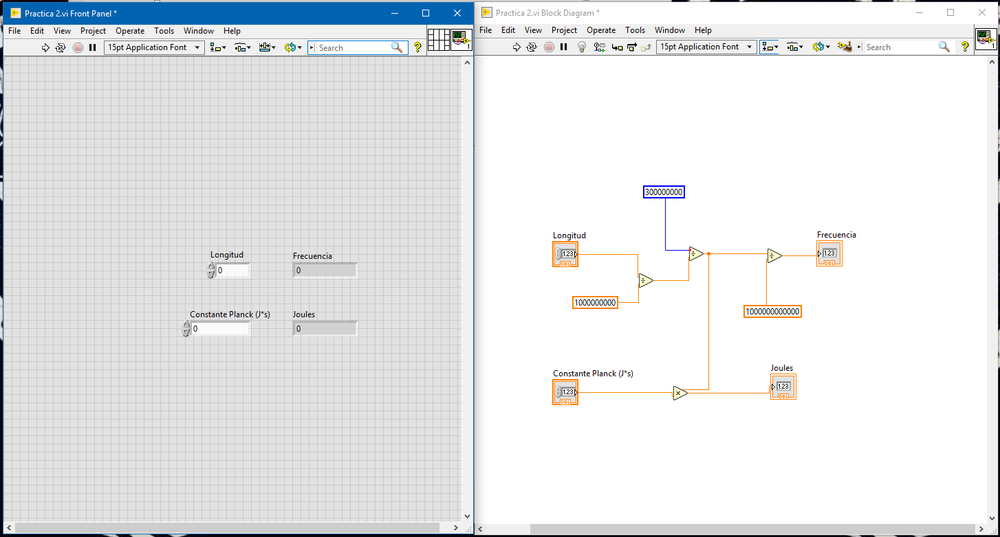 Practica 2.vi Front Panel *
File Edit View Project Operate Tools Window Help
15pt Application Font Search ? 1
Longitud Frecuencia
0 0
Constante Planck (J*s) Joules
0 0
Practica 2.vi Block Diagram *
File Edit View Project Operate Tools Window Help
15pt Application Font Search ? 1
300000000
Longitud Frecuencia
1.23 ÷ ÷ 1.23
DBL DBL
÷
1000000000
1000000000000
Constante Planck (J*s) Joules
1.23 × 1.23
DBL DBL